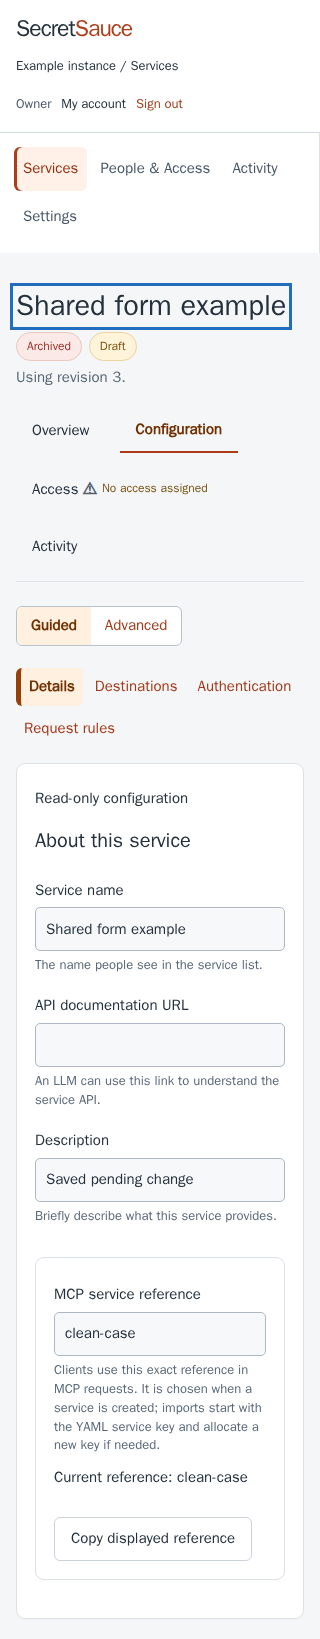 SecretSauce
Example instance / Services
Owner My account Sign out
Services People & Access Activity
Settings
Shared form example
Archived Draft
Using revision 3.
Overview Configuration
Access ⚠ No access assigned
Activity
Guided Advanced
Details Destinations Authentication
Request rules
Read-only configuration
About this service
Service name
Shared form example
The name people see in the service list.
API documentation URL
An LLM can use this link to understand the
service API.
Description
Saved pending change
Briefly describe what this service provides.
MCP service reference
clean-case
Clients use this exact reference in
MCP requests. It is chosen when a
service is created; imports start with
the YAML service key and allocate a
new key if needed.
Current reference: clean-case
Copy displayed reference